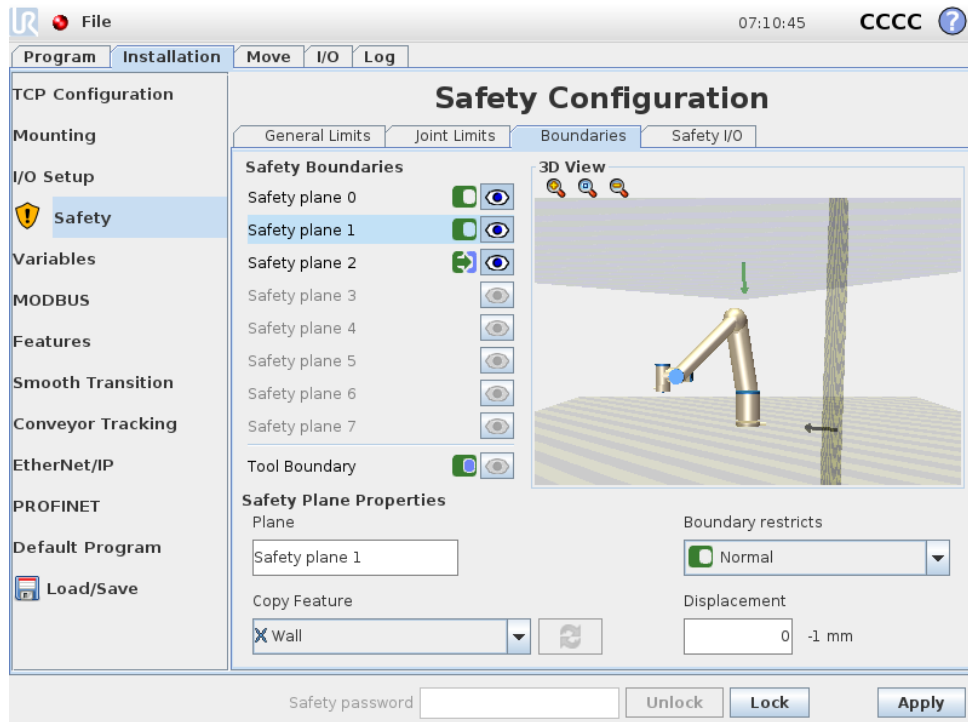 UR File 07:10:45 CCCC ?
Program Installation Move I/O Log
TCP Configuration
Mounting
I/O Setup
Safety
Variables
MODBUS
Features
Smooth Transition
Conveyor Tracking
EtherNet/IP
PROFINET
Default Program
Load/Save
Safety Configuration
General Limits Joint Limits Boundaries Safety I/O
Safety Boundaries
Safety plane 0
Safety plane 1
Safety plane 2
Safety plane 3
Safety plane 4
Safety plane 5
Safety plane 6
Safety plane 7
Tool Boundary
3D View
Safety Plane Properties
Plane
Safety plane 1
Boundary restricts
Normal
Copy Feature
Wall
Displacement
0 -1 mm
Safety password Unlock Lock Apply